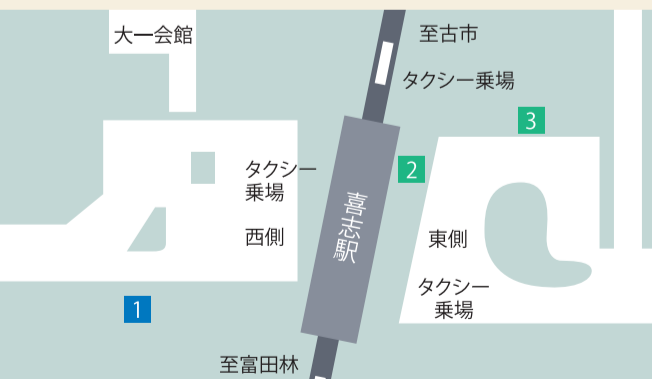 大一会館
至古市
タクシー乗場
3
2
タクシー
乗場
喜志駅
西側
東側
タクシー
乗場
1
至富田林